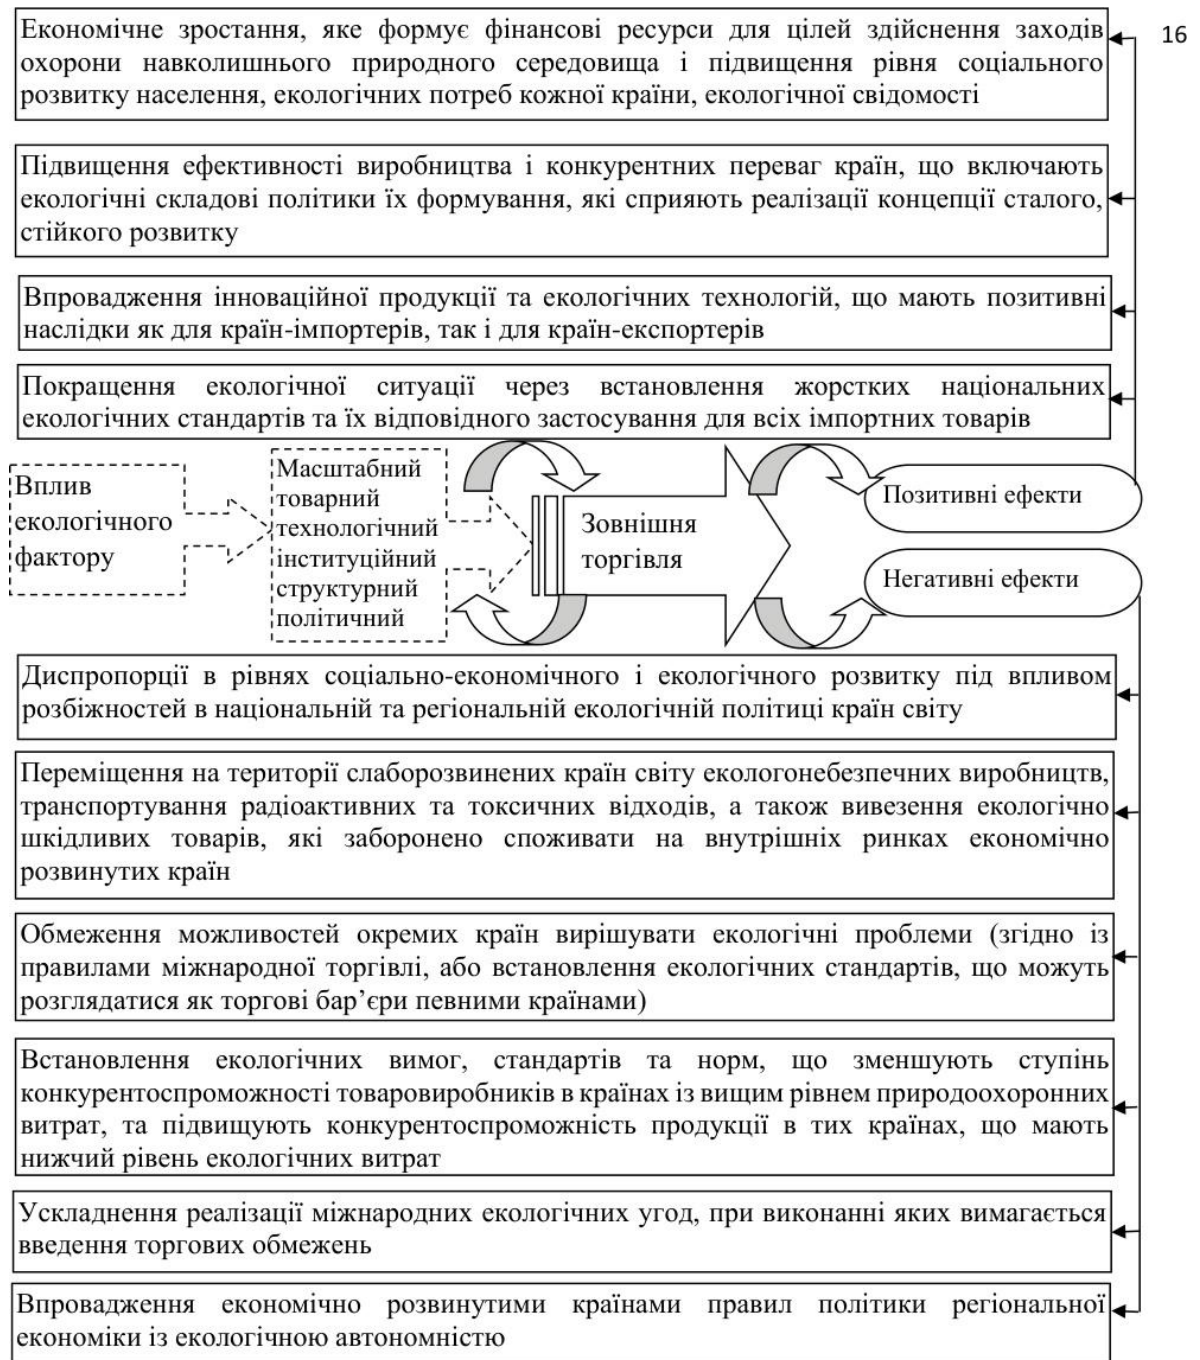 16
Економічне зростання, яке формує фінансові ресурси для цілей здійснення заходів
охорони навколишнього природного середовища і підвищення рівня соціального
розвитку населення, екологічних потреб кожної країни, екологічної свідомості
Підвищення ефективності виробництва і конкурентних переваг країн, що включають
екологічні складові політики їх формування, які сприяють реалізації концепції сталого,
стійкого розвитку
Впровадження інноваційної продукції та екологічних технологій, що мають позитивні
наслідки як для країн-імпортерів, так і для країн-експортерів
Покращення екологічної ситуації через встановлення жорстких національних
екологічних стандартів та їх відповідного застосування для всіх імпортних товарів
Вплив
екологічного
фактору
Масштабний
товарний
технологічний
інституційний
структурний
політичний
Зовнішня
торгівля
Позитивні ефекти
Негативні ефекти
Диспропорції в рівнях соціально-економічного і екологічного розвитку під впливом
розбіжностей в національній та регіональній екологічній політиці країн світу
Переміщення на території слаборозвинених країн світу екологонебезпечних виробництв,
транспортування радіоактивних та токсичних відходів, а також вивезення екологічно
шкідливих товарів, які заборонено споживати на внутрішніх ринках економічно
розвинутих країн
Обмеження можливостей окремих країн вирішувати екологічні проблеми (згідно із
правилами міжнародної торгівлі, або встановлення екологічних стандартів, що можуть
розглядатися як торгові бар’єри певними країнами)
Встановлення екологічних вимог, стандартів та норм, що зменшують ступінь
конкурентоспроможності товаровиробників в країнах із вищим рівнем природоохоронних
витрат, та підвищують конкурентоспроможність продукції в тих країнах, що мають
нижчий рівень екологічних витрат
Ускладнення реалізації міжнародних екологічних угод, при виконанні яких вимагається
введення торгових обмежень
Впровадження економічно розвинутими країнами правил політики регіональної
економіки із екологічною автономністю